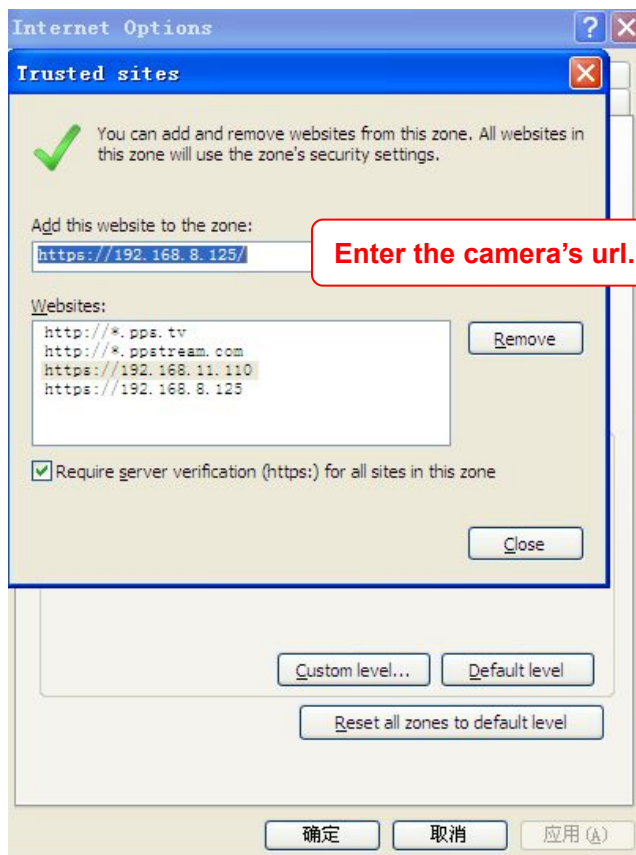 Internet Options
Trusted sites
You can add and remove websites from this zone. All websites in
this zone will use the zone's security settings.
Add this website to the zone:
https://192.168.8.125/
Enter the camera’s url.
Websites:
http://*.pps.tv
http://*.ppstream.com
https://192.168.11.110
https://192.168.8.125
Remove
Require server verification (https:) for all sites in this zone
Close
Custom level...
Default level
Reset all zones to default level
确定
取消
应用(A)